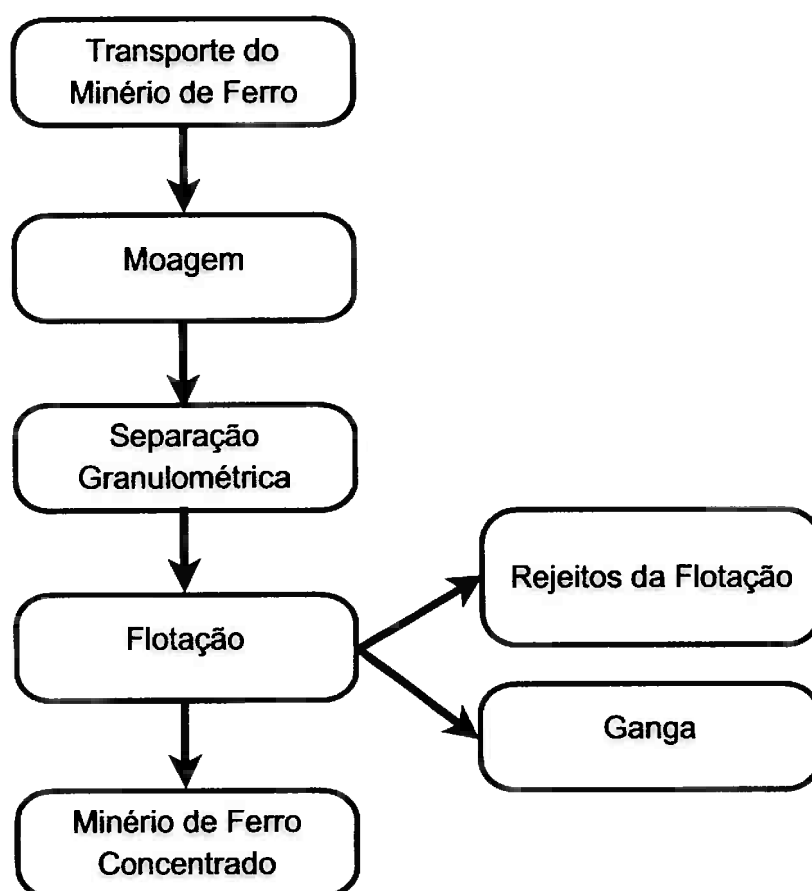 Transporte do
Minério de Ferro
Moagem
Separação
Granulométrica
Flotação
Rejeitos da Flotação
Ganga
Minério de Ferro
Concentrado